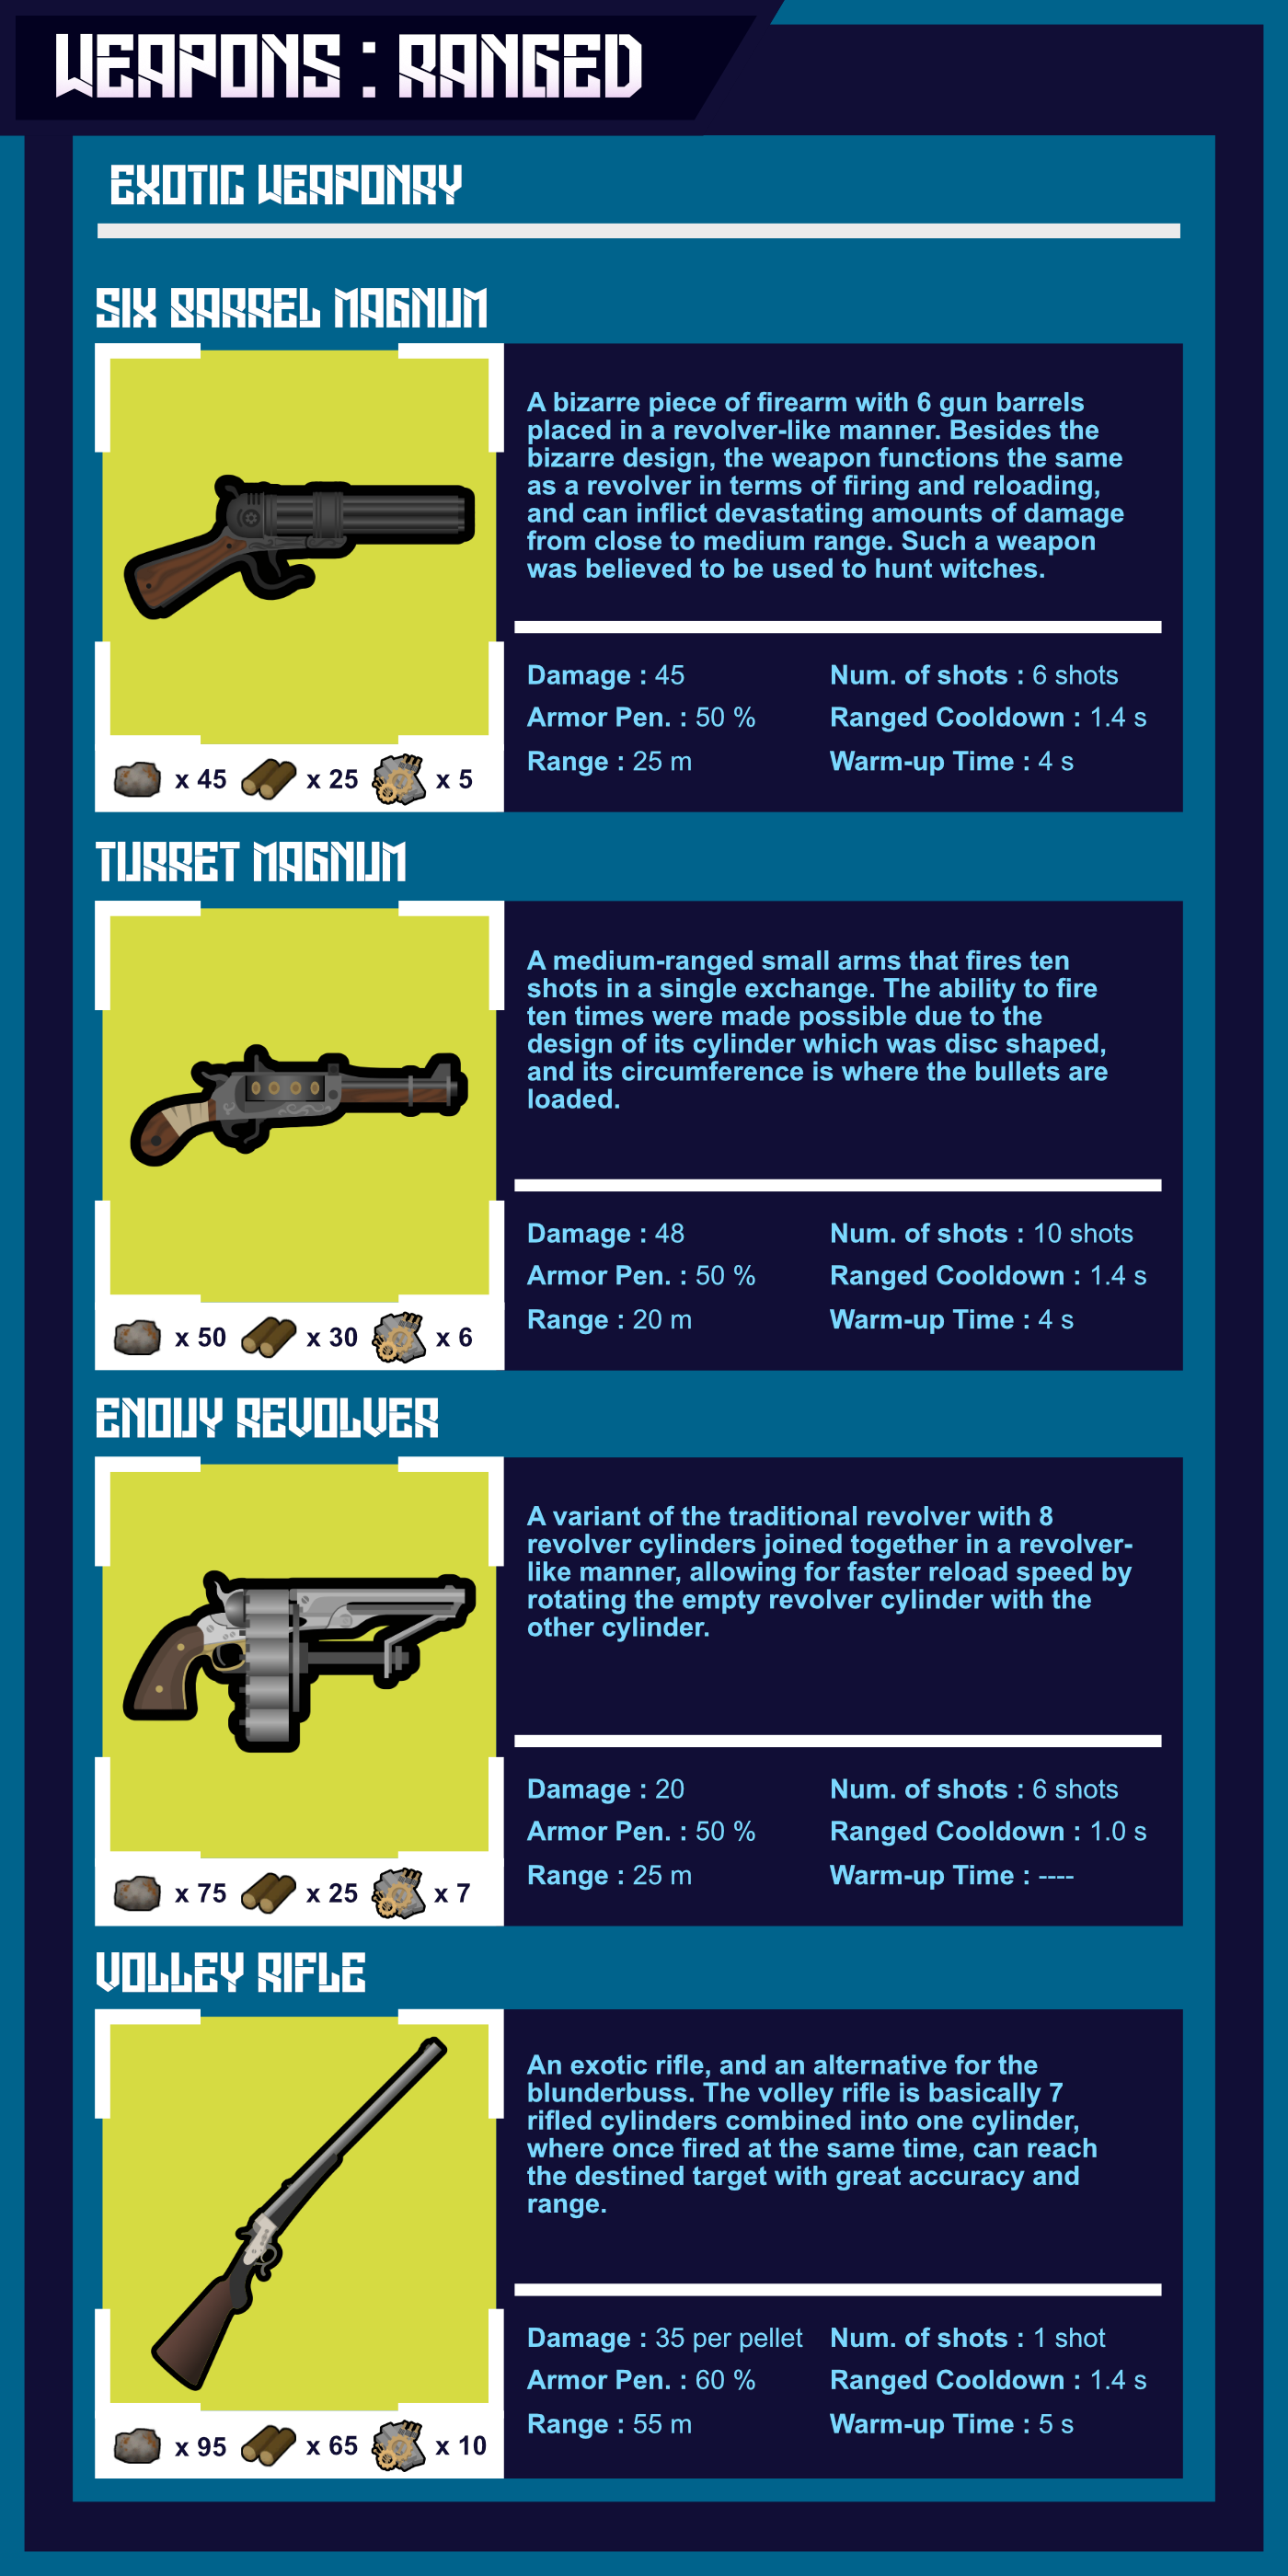 WEAPONS : RANGED
EXOTIC WEAPONRY
SIX BARREL MAGNUM
A bizarre piece of firearm with 6 gun barrels
placed in a revolver-like manner. Besides the
bizarre design, the weapon functions the same
as a revolver in terms of firing and reloading,
and can inflict devastating amounts of damage
from close to medium range. Such a weapon
was believed to be used to hunt witches.
Damage : 45 Num. of shots : 6 shots
Armor Pen. : 50 % Ranged Cooldown : 1.4 s
Range : 25 m Warm-up Time : 4 s
x 45 x 25 x 5
TURRET MAGNUM
A medium-ranged small arms that fires ten
shots in a single exchange. The ability to fire
ten times were made possible due to the
design of its cylinder which was disc shaped,
and its circumference is where the bullets are
loaded.
Damage : 48 Num. of shots : 10 shots
Armor Pen. : 50 % Ranged Cooldown : 1.4 s
Range : 20 m Warm-up Time : 4 s
x 50 x 30 x 6
ENOUY REVOLVER
A variant of the traditional revolver with 8
revolver cylinders joined together in a revolver-
like manner, allowing for faster reload speed by
rotating the empty revolver cylinder with the
other cylinder.
Damage : 20 Num. of shots : 6 shots
Armor Pen. : 50 % Ranged Cooldown : 1.0 s
Range : 25 m Warm-up Time : ----
x 75 x 25 x 7
VOLLEY RIFLE
An exotic rifle, and an alternative for the
blunderbuss. The volley rifle is basically 7
rifled cylinders combined into one cylinder,
where once fired at the same time, can reach
the destined target with great accuracy and
range.
Damage : 35 per pellet Num. of shots : 1 shot
Armor Pen. : 60 % Ranged Cooldown : 1.4 s
Range : 55 m Warm-up Time : 5 s
x 95 x 65 x 10